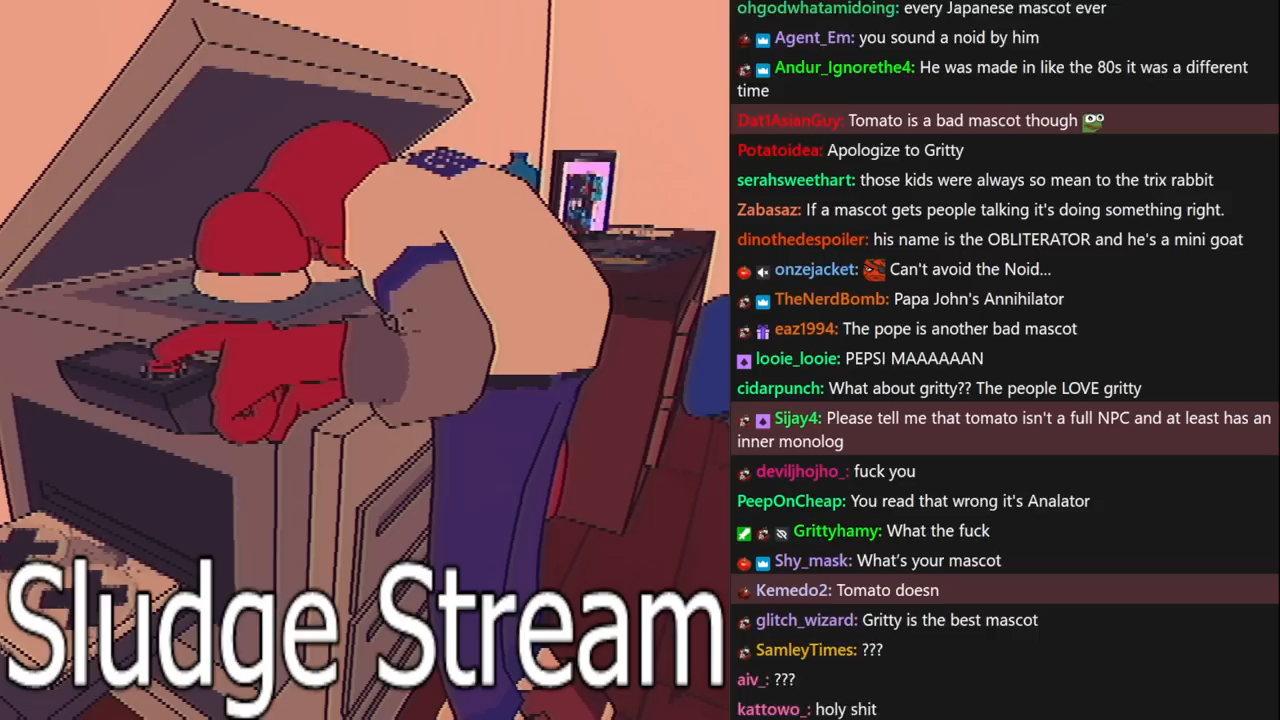 ohgodwhatamidoing: every Japanese mascot ever
Agent_Em: you sound a noid by him
Andur_Ignorethe4: He was made in like the 80s it was a different
time
Dat1AsianGuy: Tomato is a bad mascot though
Potatoidea: Apologize to Gritty
serahsweethart: those kids were always so mean to the trix rabbit
Zabasaz: If a mascot gets people talking it's doing something right.
dinothedespoiler: his name is the OBLITERATOR and he's a mini goat
onzejacket: Can't avoid the Noid...
TheNerdBomb: Papa John's Annihilator
eaz1994: The pope is another bad mascot
looie_looie: PEPSI MAAAAAAN
cidarpunch: What about gritty?? The people LOVE gritty
Sijay4: Please tell me that tomato isn't a full NPC and at least has an
inner monolog
deviljhojho_: fuck you
PeepOnCheap: You read that wrong it's Analator
Grittyhamy: What the fuck
Shy_mask: What's your mascot
Kemedo2: Tomato doesn
glitch_wizard: Gritty is the best mascot
SamleyTimes: ???
aiv_: ???
kattowo_: holy shit
Sludge Stream